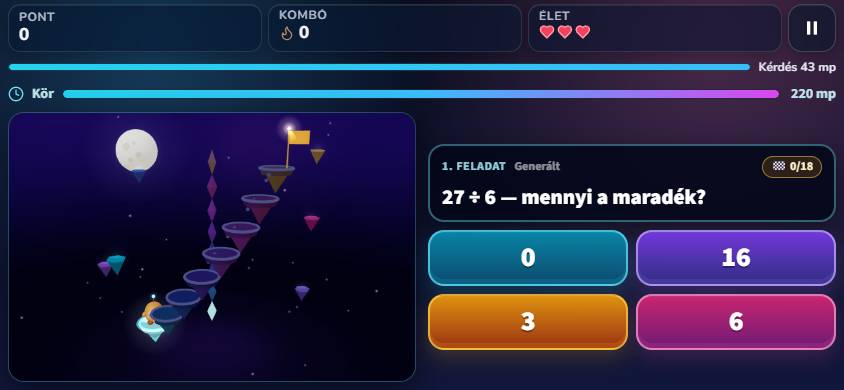 PONT
0
KOMBÓ
0
ÉLET
Kérdés 43 mp
Kör
220 mp
1. FELADAT Generált
0/18
27 ÷ 6 — mennyi a maradék?
0
16
3
6